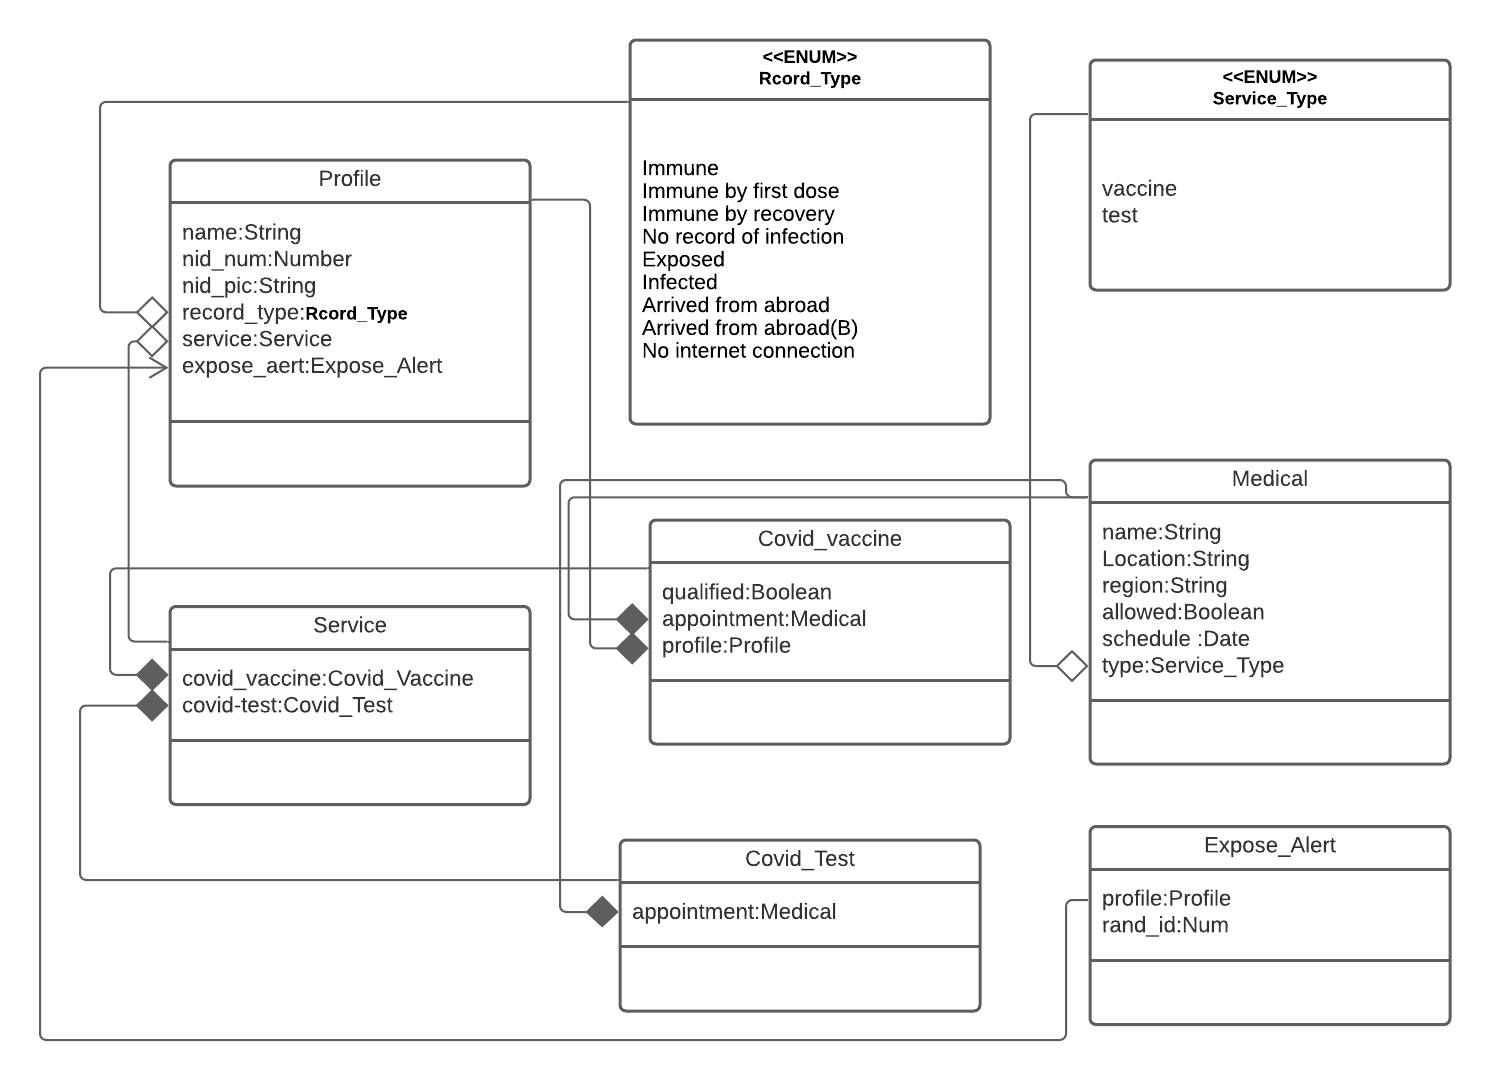 <<ENUM>>
Rcord_Type
Immune
Immune by first dose
Immune by recovery
No record of infection
Exposed
Infected
Arrived from abroad
Arrived from abroad(B)
No internet connection
<<ENUM>>
Service_Type
vaccine
test
Profile
name:String
nid_num:Number
nid_pic:String
record_type:Rcord_Type
service:Service
expose_aert:Expose_Alert
Medical
name:String
Location:String
region:String
allowed:Boolean
schedule :Date
type:Service_Type
Covid_vaccine
qualified:Boolean
appointment:Medical
profile:Profile
Service
covid_vaccine:Covid_Vaccine
covid-test:Covid_Test
Covid_Test
appointment:Medical
Expose_Alert
profile:Profile
rand_id:Num